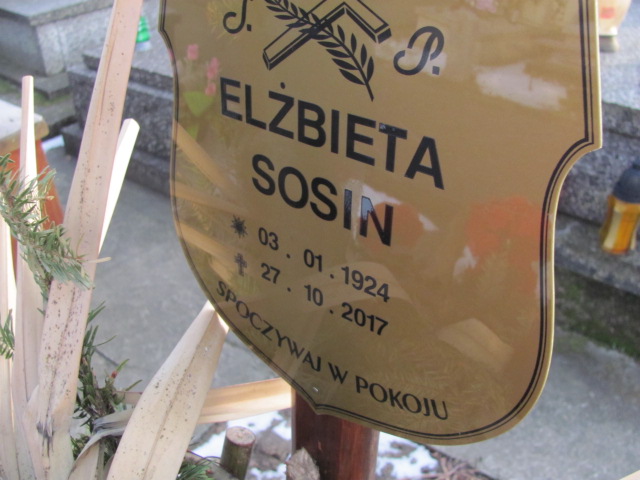 Ś. P.
ELŻBIETA
SOSIN
03 . 01 . 1924
27 . 10 . 2017
SPOCZYWAJ W POKOJU